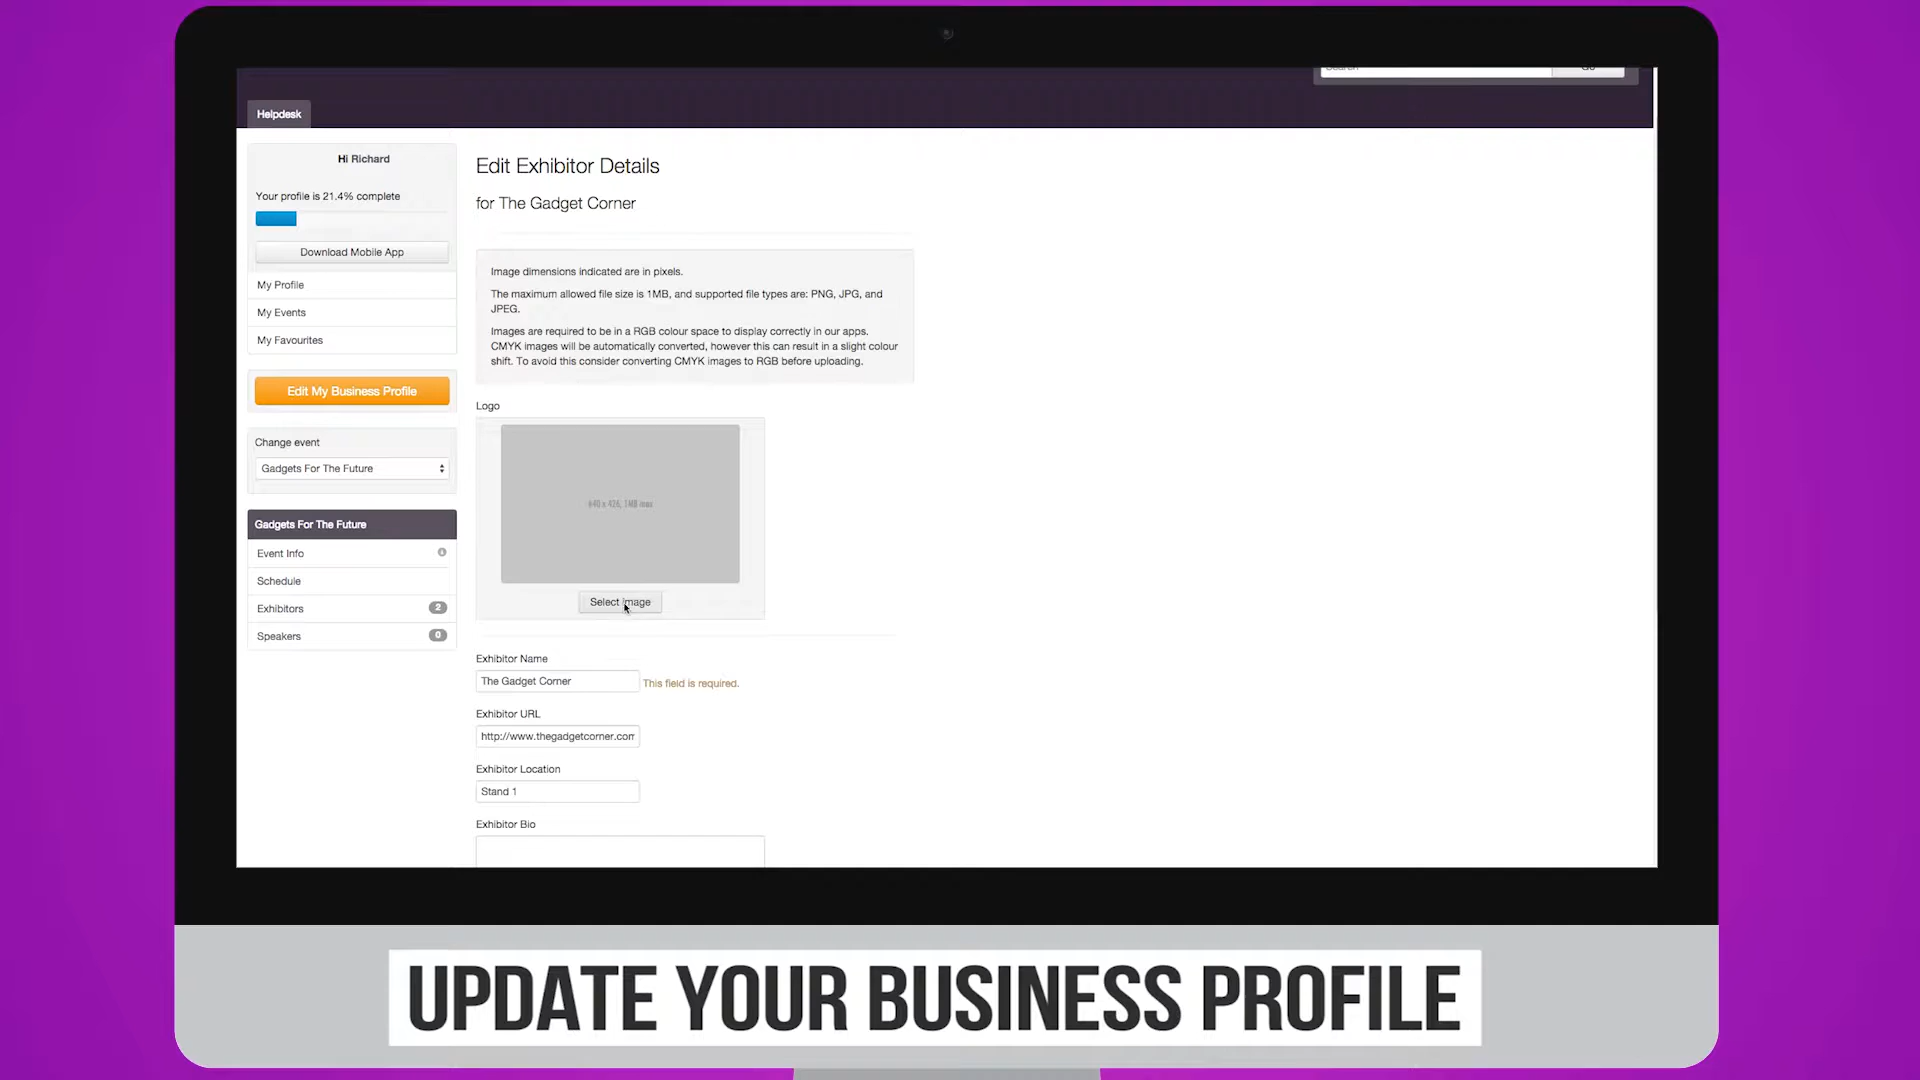 Helpdesk
Hi Richard
Your profile is 21.4% complete
Download Mobile App
My Profile
My Events
My Favourites
Edit My Business Profile
Change event
Gadgets For The Future
Gadgets For The Future
Event Info
Schedule
Exhibitors 2
Speakers 0
Edit Exhibitor Details
for The Gadget Corner
Image dimensions indicated are in pixels.
The maximum allowed file size is 1MB, and supported file types are: PNG, JPG, and
JPEG.
Images are required to be in a RGB colour space to display correctly in our apps.
CMYK images will be automatically converted, however this can result in a slight colour
shift. To avoid this consider converting CMYK images to RGB before uploading.
Logo
640 x 426, 1MB max
Select Image
Exhibitor Name
The Gadget Corner
This field is required.
Exhibitor URL
http://www.thegadgetcorner.com
Exhibitor Location
Stand 1
Exhibitor Bio
UPDATE YOUR BUSINESS PROFILE